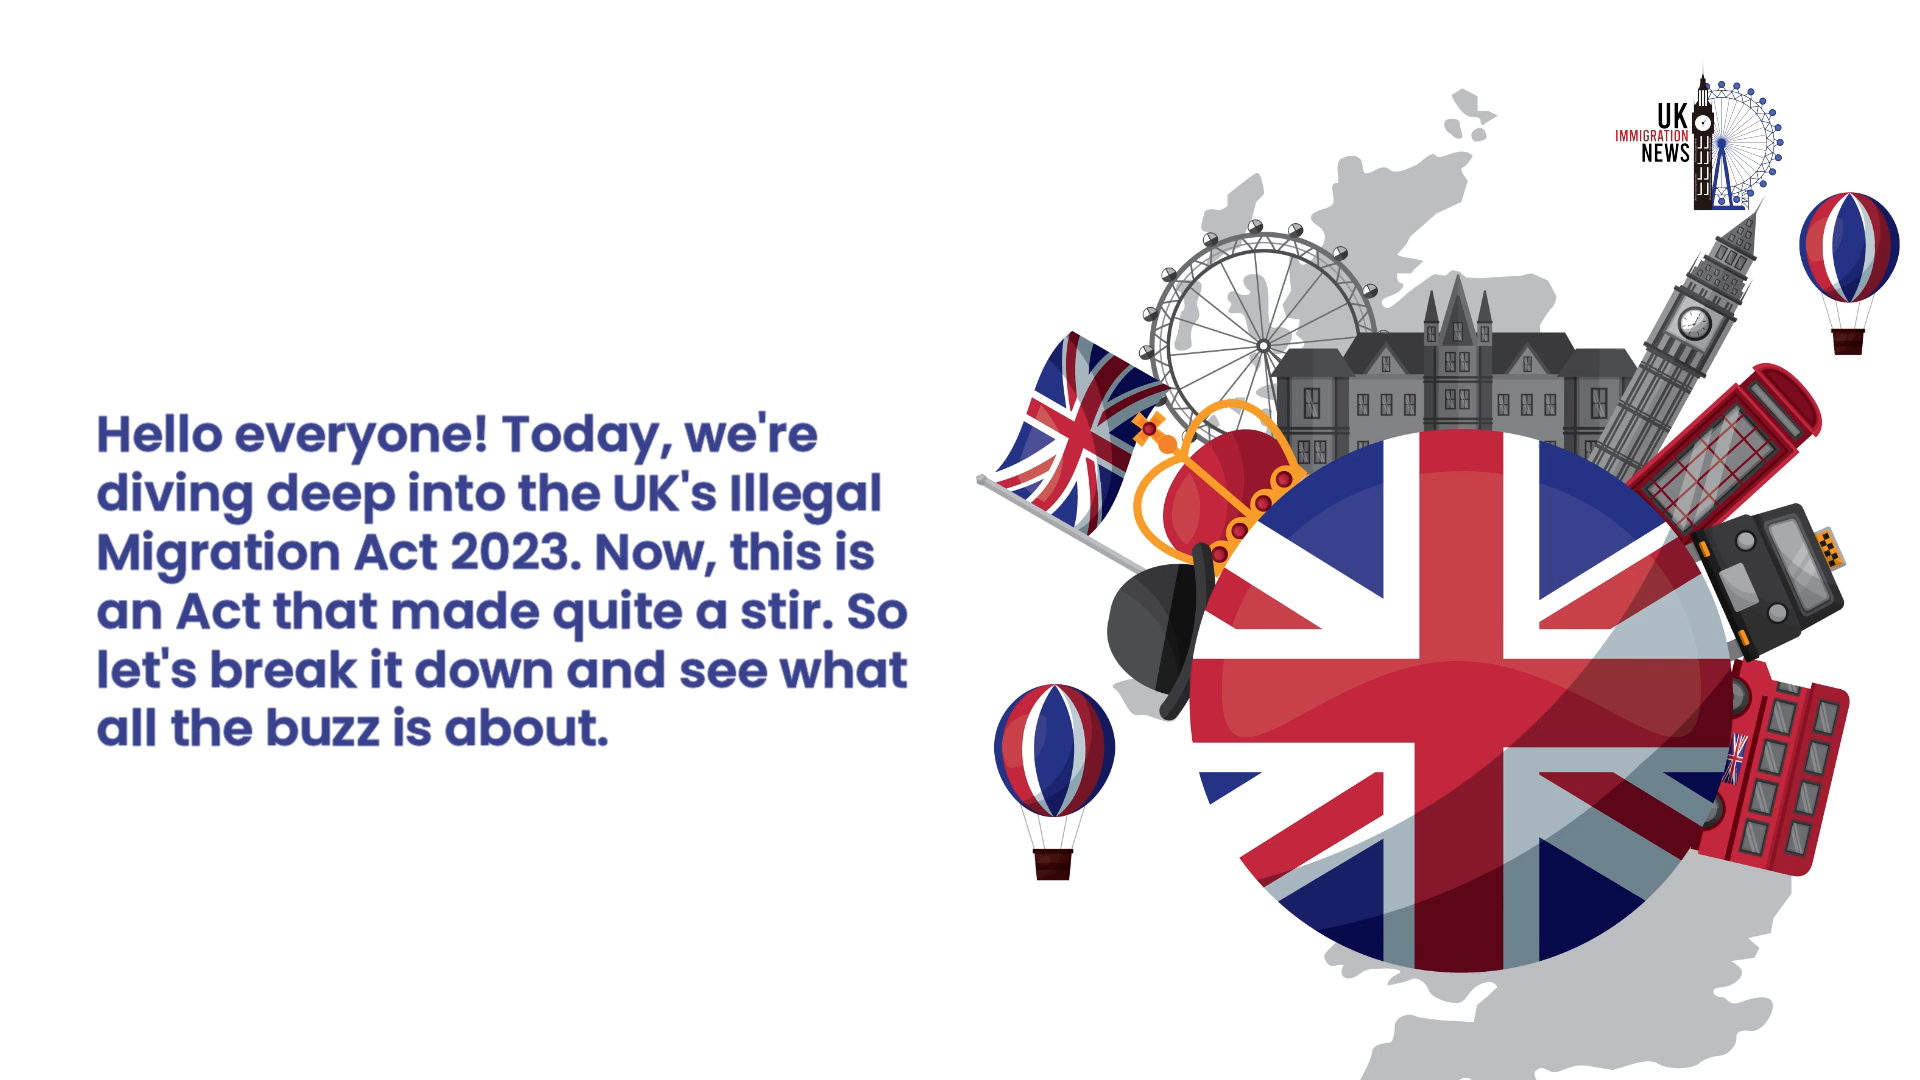 UK
IMMIGRATION
NEWS
Hello everyone! Today, we're
diving deep into the UK's Illegal
Migration Act 2023. Now, this is
an Act that made quite a stir. So
let's break it down and see what
all the buzz is about.